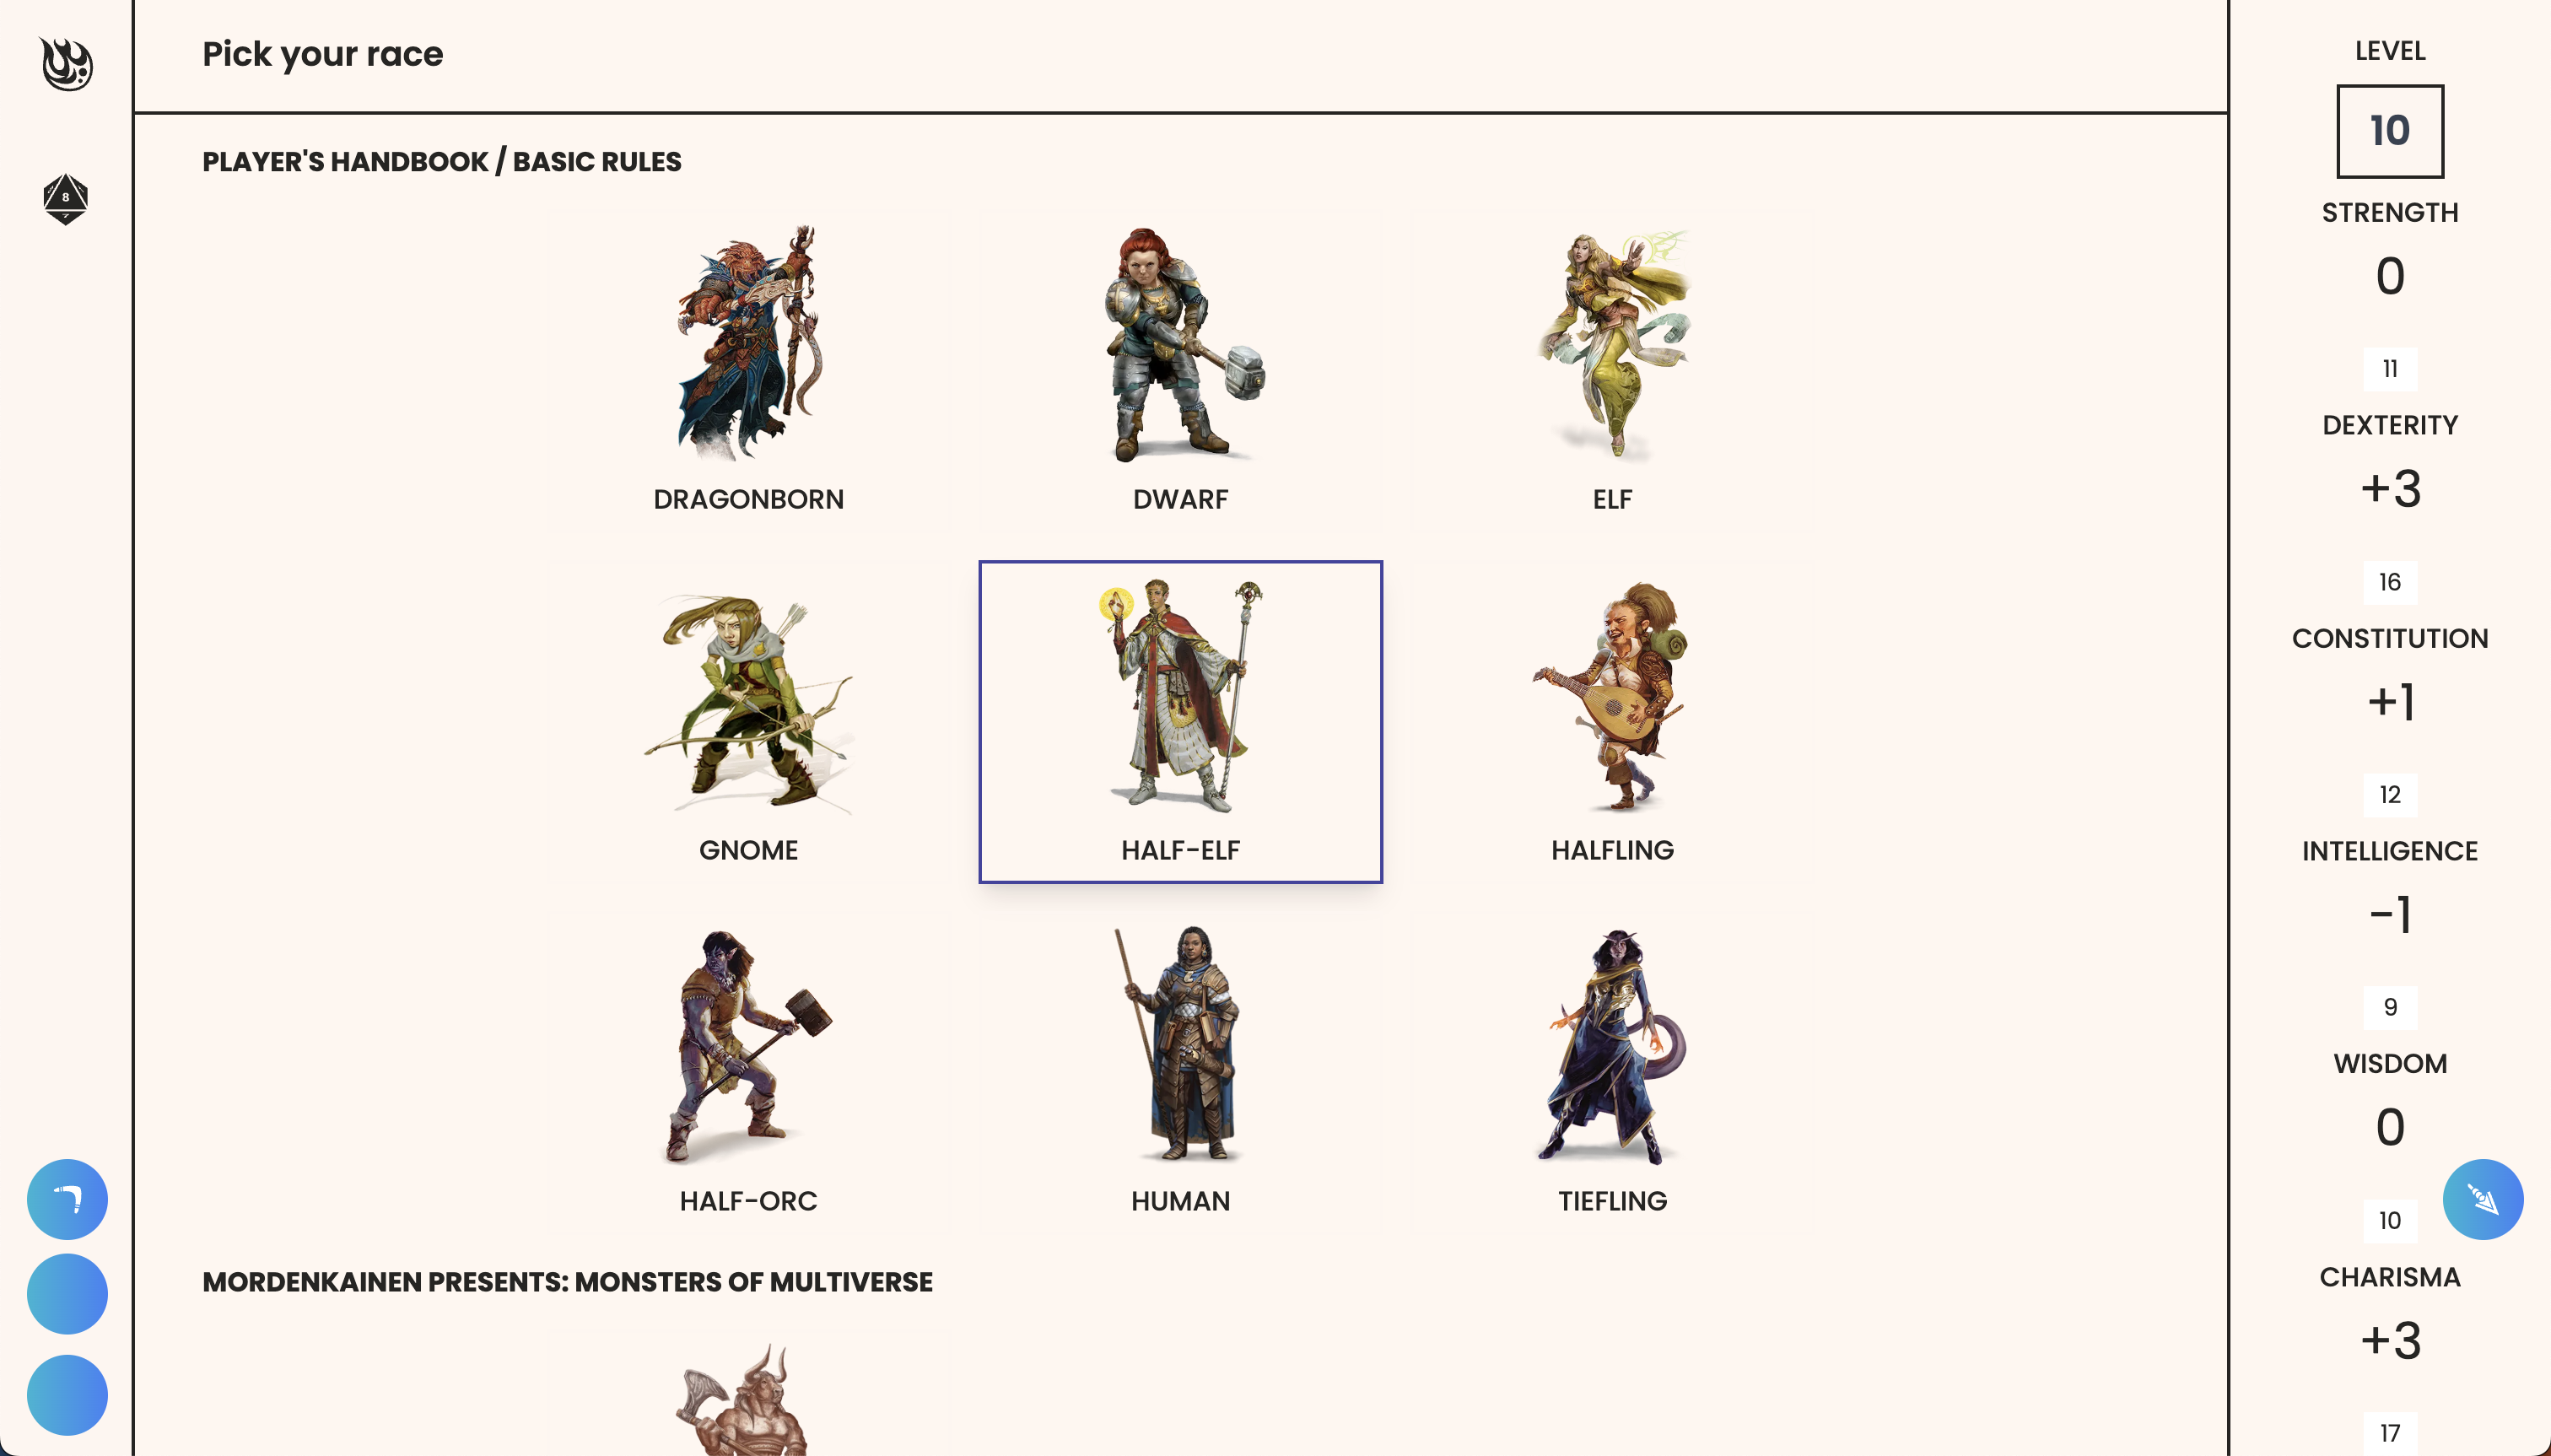 Pick your race
PLAYER'S HANDBOOK / BASIC RULES
DRAGONBORN
DWARF
ELF
GNOME
HALF-ELF
HALFLING
HALF-ORC
HUMAN
TIEFLING
MORDENKAINEN PRESENTS: MONSTERS OF MULTIVERSE
8
7
LEVEL
10
STRENGTH
0
11
DEXTERITY
+3
16
CONSTITUTION
+1
12
INTELLIGENCE
-1
9
WISDOM
0
10
CHARISMA
+3
17